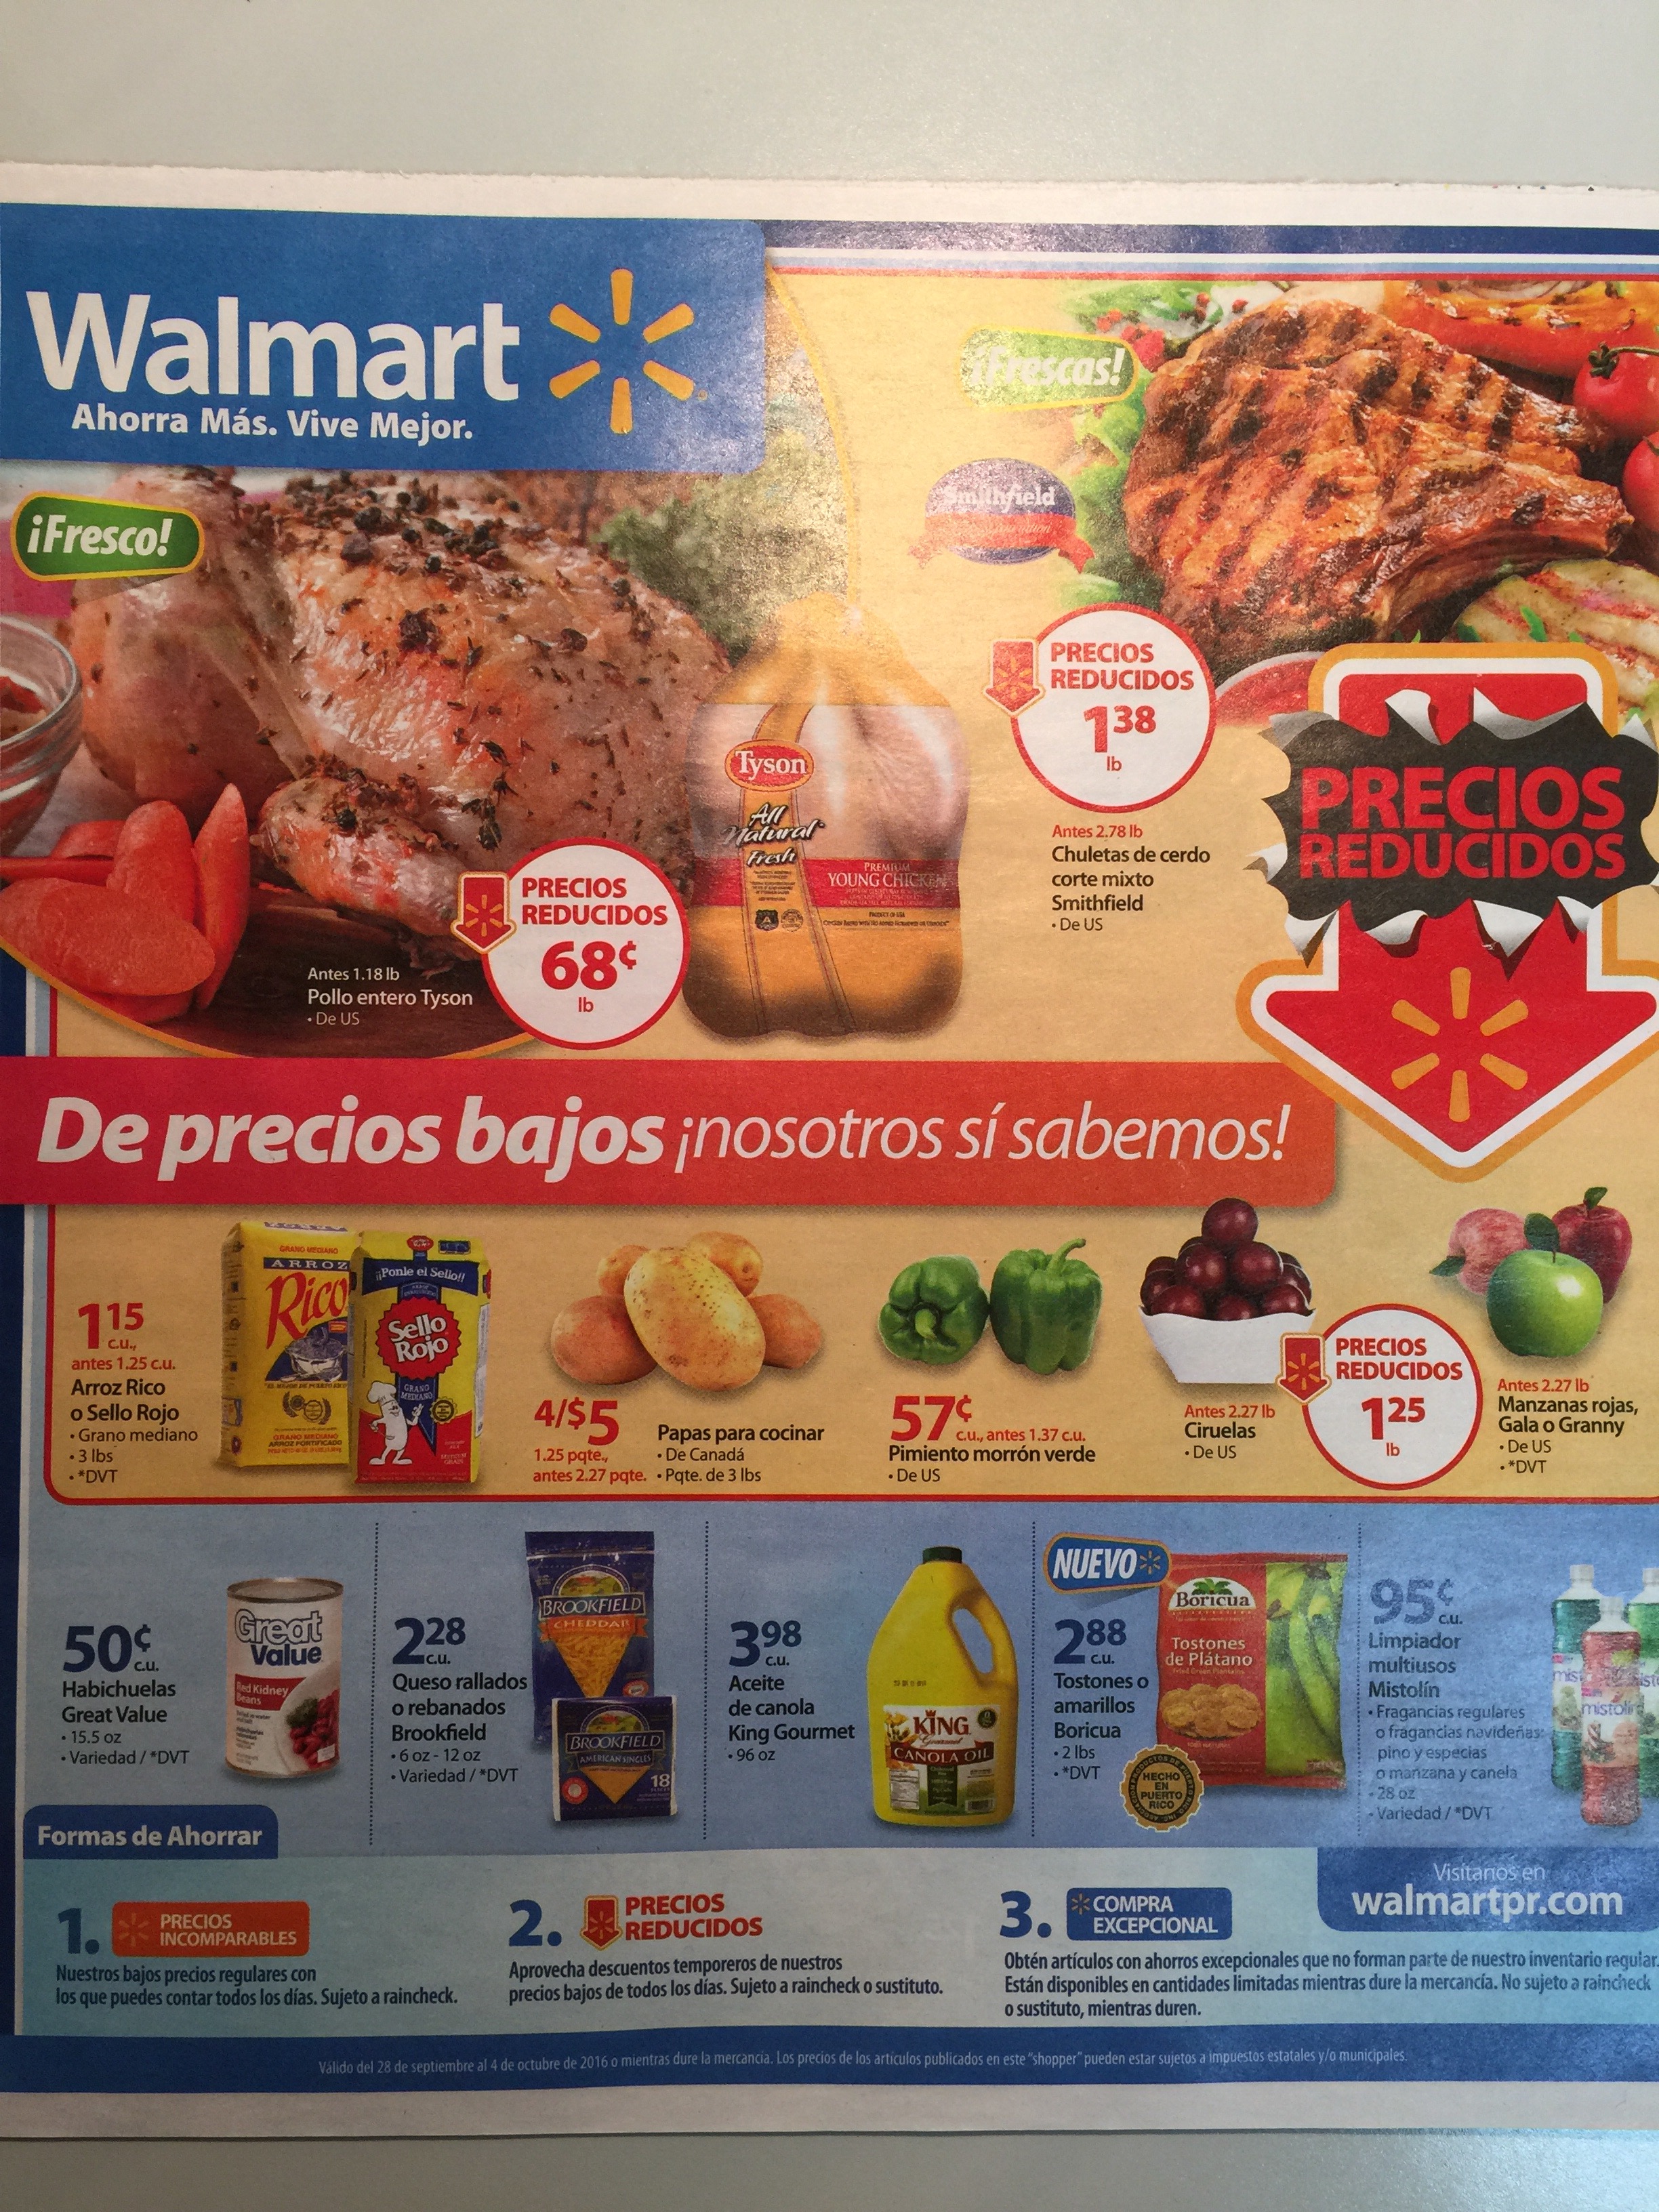 Walmart
Ahorra Más. Vive Mejor.
¡Fresco!
¡Frescas!
Smithfield
PRECIOS
REDUCIDOS
1 38
lb
Antes 2.78 lb
Chuletas de cerdo
corte mixto
Smithfield
• De US
PRECIOS
REDUCIDOS
Tyson
All
Natural
Fresh
PREMIUM
YOUNG CHICKEN
PRECIOS
REDUCIDOS
68¢
lb
Antes 1.18 lb
Pollo entero Tyson
• De US
De precios bajos ¡nosotros sí sabemos!
1 15
c.u.,
antes 1.25 c.u.
Arroz Rico
o Sello Rojo
• Grano mediano
• 3 lbs
• *DVT
GRANO MEDIANO
ARROZ
Rico
¡¡Ponle el Sello!!
Sello
Rojo
GRANO
MEDIANO
4/$5
1.25 pqte.,
antes 2.27 pqte.
Papas para cocinar
• De Canadá
• Pqte. de 3 lbs
57¢ c.u., antes 1.37 c.u.
Pimiento morrón verde
• De US
Antes 2.27 lb
Ciruelas
• De US
PRECIOS
REDUCIDOS
1 25
lb
Antes 2.27 lb
Manzanas rojas,
Gala o Granny
• De US
• *DVT
50¢
c.u.
Habichuelas
Great Value
• 15.5 oz
• Variedad / *DVT
Great
Value
Red Kidney
Beans
2 28
c.u.
Queso rallados
o rebanados
Brookfield
• 6 oz - 12 oz
• Variedad / *DVT
BROOKFIELD
CHEDDAR
BROOKFIELD
AMERICAN SINGLES
18
3 98
c.u.
Aceite
de canola
King Gourmet
• 96 oz
KING
Gourmet
CANOLA OIL
NUEVO
2 88
c.u.
Tostones o
amarillos
Boricua
• 2 lbs
• *DVT
Boricua
Tostones
de Plátano
Fried Green Plantains
HECHO
EN
PUERTO
RICO
95¢
c.u.
Limpiador
multiusos
Mistolín
• Fragancias regulares
o fragancias navideñas:
pino y especias
o manzana y canela
• 28 oz
• Variedad / *DVT
mistolin
Formas de Ahorrar
1. PRECIOS
INCOMPARABLES
Nuestros bajos precios regulares con
los que puedes contar todos los días. Sujeto a raincheck.
2. PRECIOS
REDUCIDOS
Aprovecha descuentos temporeros de nuestros
precios bajos de todos los días. Sujeto a raincheck o sustituto.
3. COMPRA
EXCEPCIONAL
Obtén artículos con ahorros excepcionales que no forman parte de nuestro inventario regular.
Están disponibles en cantidades limitadas mientras dure la mercancía. No sujeto a raincheck
o sustituto, mientras duren.
Visítanos en
walmartpr.com
Válido del 28 de septiembre al 4 de octubre de 2016 o mientras dure la mercancía. Los precios de los artículos publicados en este "shopper" pueden estar sujetos a impuestos estatales y/o municipales.